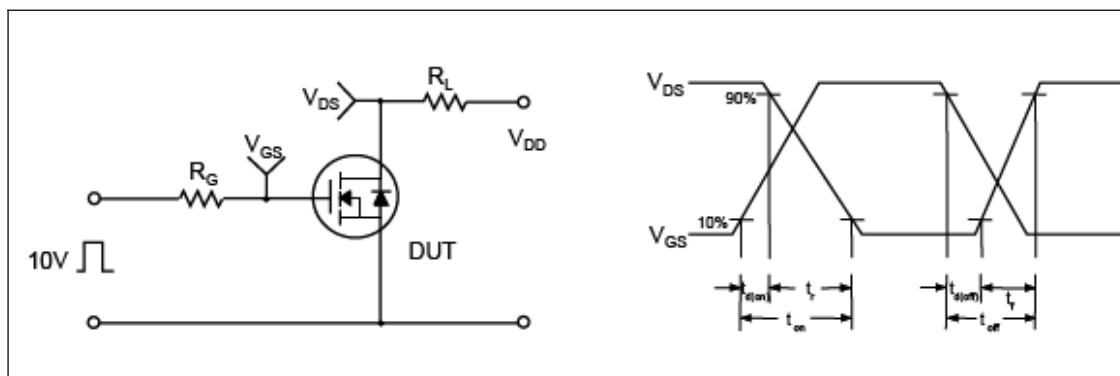 V_DS
R_L
V_DD
V_GS
R_G
10V
DUT
V_DS
90%
10%
V_GS
t_d(on)
t_r
t_on
t_d(off)
t_f
t_off